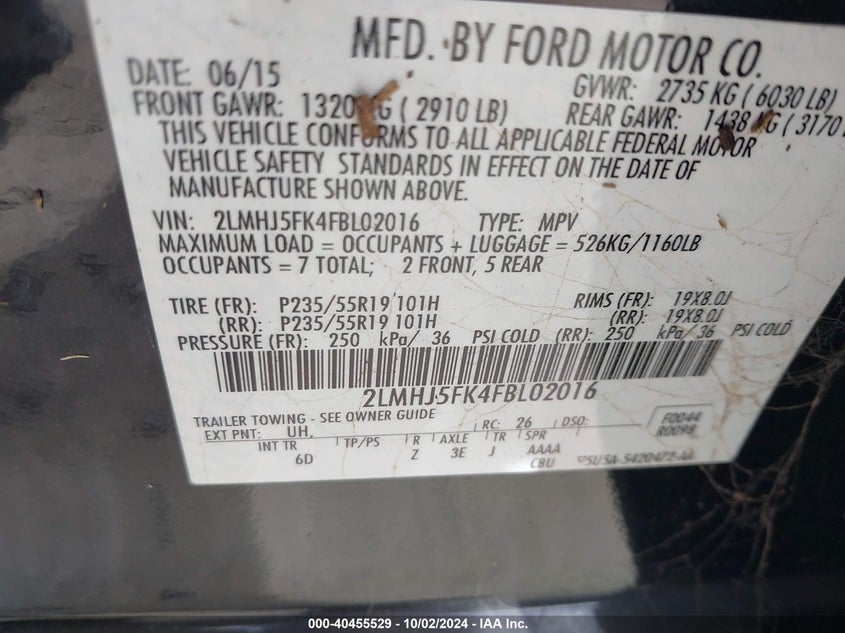 MFD. BY FORD MOTOR CO.
DATE: 06/15 GVWR: 2735 KG ( 6030 LB)
FRONT GAWR: 1320 KG ( 2910 LB) REAR GAWR: 1438 KG ( 3170
THIS VEHICLE CONFORMS TO ALL APPLICABLE FEDERAL MOTOR
VEHICLE SAFETY STANDARDS IN EFFECT ON THE DATE OF
MANUFACTURE SHOWN ABOVE.
VIN: 2LMHJ5FK4FBL02016 TYPE: MPV
MAXIMUM LOAD = OCCUPANTS + LUGGAGE = 526KG/1160LB
OCCUPANTS = 7 TOTAL; 2 FRONT, 5 REAR
TIRE (FR): P235/55R19 101H RIMS (FR): 19X8.0J
(RR): P235/55R19 101H (RR): 19X8.0J
PRESSURE (FR): 250 kPa/ 36 PSI COLD (RR): 250 kPa/ 36 PSI COLD
2LMHJ5FK4FBL02016
TRAILER TOWING - SEE OWNER GUIDE
EXT PNT: UH, RC: 26 DSO: F0044
R0098
INT TR TP/PS R AXLE TR SPR
6D Z 3E J AAAA
CBU 5U5A-5420472-AA
000-40455529 - 10/02/2024 - Copyright IAA, LLC.